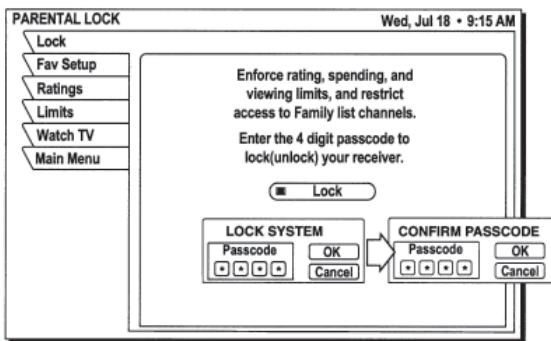 PARENTAL LOCK
Wed, Jul 18 • 9:15 AM
Lock
Fav Setup
Ratings
Limits
Watch TV
Main Menu
Enforce rating, spending, and
viewing limits, and restrict
access to Family list channels.
Enter the 4 digit passcode to
lock(unlock) your receiver.
Lock
LOCK SYSTEM
Passcode
* * * *
OK
Cancel
CONFIRM PASSCODE
Passcode
* * * *
OK
Cancel